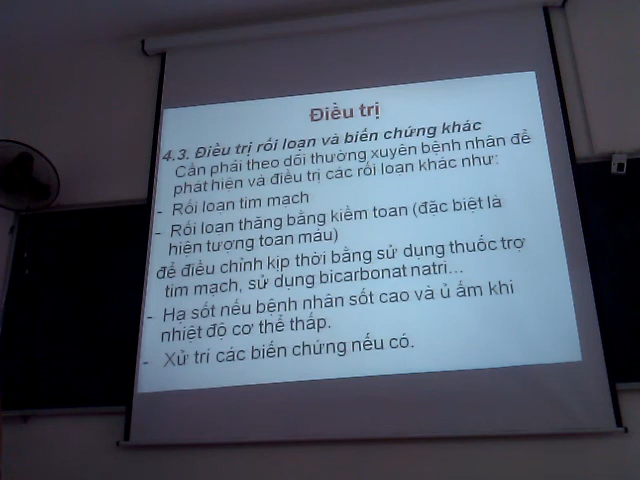 Điều trị
4.3. Điều trị rối loạn và biến chứng khác
Cần phải theo dõi thường xuyên bệnh nhân để
phát hiện và điều trị các rối loạn khác như:
- Rối loạn tim mạch
- Rối loạn thăng bằng kiềm toan (đặc biệt là
hiện tượng toan máu)
để điều chỉnh kịp thời bằng sử dụng thuốc trợ
tim mạch, sử dụng bicarbonat natri...
- Hạ sốt nếu bệnh nhân sốt cao và ủ ấm khi
nhiệt độ cơ thể thấp.
- Xử trí các biến chứng nếu có.